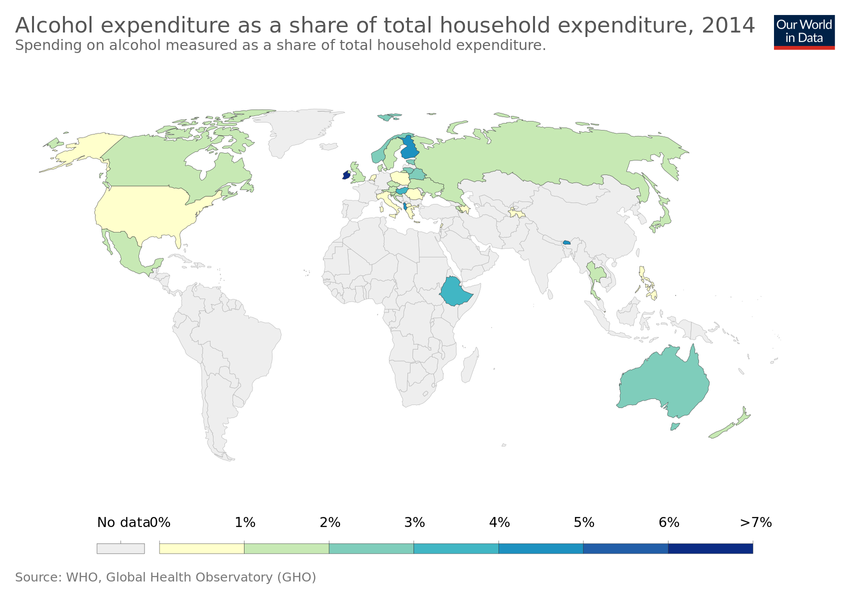 Alcohol expenditure as a share of total household expenditure, 2014
Spending on alcohol measured as a share of total household expenditure.
Our World
in Data
No data 0% 1% 2% 3% 4% 5% 6% >7%
Source: WHO, Global Health Observatory (GHO)